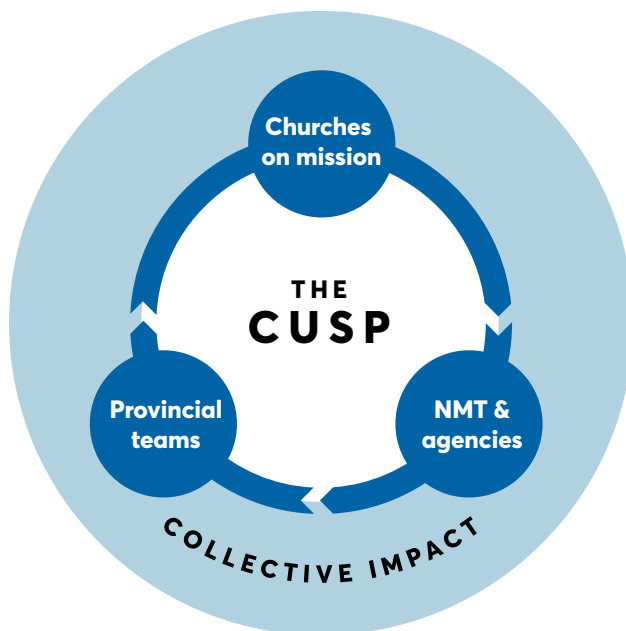 Churches
on mission
THE
CUSP
Provincial
teams
NMT &
agencies
COLLECTIVE IMPACT